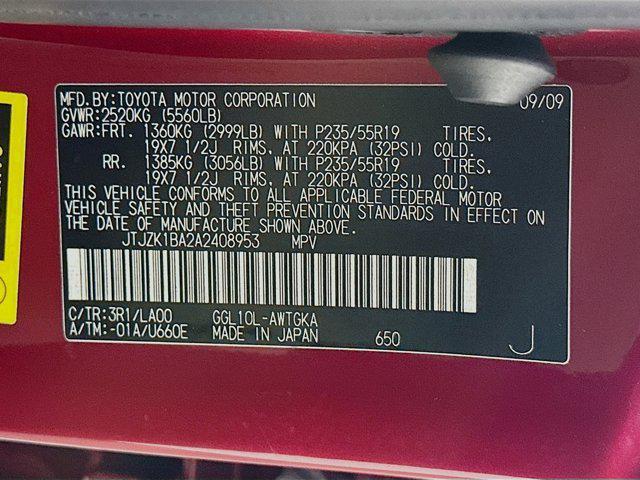 MFD.BY:TOYOTA MOTOR CORPORATION 09/09
GVWR:2520KG (5560LB)
GAWR:FRT. 1360KG (2999LB) WITH P235/55R19 TIRES,
19X7 1/2J RIMS, AT 220KPA (32PSI) COLD.
RR. 1385KG (3056LB) WITH P235/55R19 TIRES,
19X7 1/2J RIMS, AT 220KPA (32PSI) COLD.
THIS VEHICLE CONFORMS TO ALL APPLICABLE FEDERAL MOTOR
VEHICLE SAFETY AND THEFT PREVENTION STANDARDS IN EFFECT ON
THE DATE OF MANUFACTURE SHOWN ABOVE.
JTJZK1BA2A2408953 MPV
C/TR:3R1/LA00 GGL10L-AWTGKA
A/TM:-01A/U660E MADE IN JAPAN 650
J